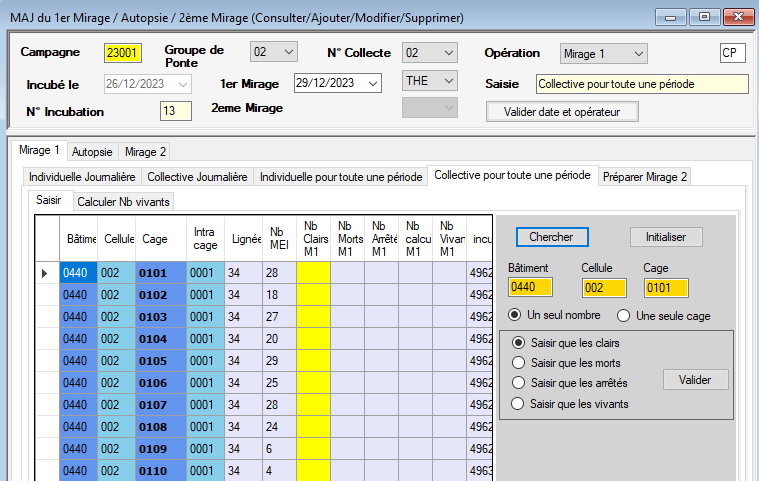 MAJ du 1er Mirage / Autopsie / 2ème Mirage (Consulter/Ajouter/Modifier/Supprimer)
Campagne 23001 Groupe de Ponte 02 N° Collecte 02 Opération Mirage 1 CP
Incubé le 26/12/2023 1er Mirage 29/12/2023 THE Saisie Collective pour toute une période
N° Incubation 13 2eme Mirage Valider date et opérateur
Mirage 1 Autopsie Mirage 2
Individuelle Journalière Collective Journalière Individuelle pour toute une période Collective pour toute une période Préparer Mirage 2
Saisir Calculer Nb vivants
Bâtime Cellule Cage Intra cage Lignée Nb MEI Nb Clairs M1 Nb Morts M1 Nb Arrêté M1 Nb calcu M1 Nb Vivan M1 incu
0440 002 0101 0001 34 28 4962
0440 002 0102 0001 34 18 4962
0440 002 0103 0001 34 27 4962
0440 002 0104 0001 34 20 4962
0440 002 0105 0001 34 29 4962
0440 002 0106 0001 34 25 4962
0440 002 0107 0001 34 28 4962
0440 002 0108 0001 34 24 4962
0440 002 0109 0001 34 6 4962
0440 002 0110 0001 34 4 4963
Chercher Initialiser
Bâtiment Cellule Cage
0440 002 0101
Un seul nombre Une seule cage
Saisir que les clairs
Saisir que les morts
Saisir que les arrêtés
Valider
Saisir que les vivants